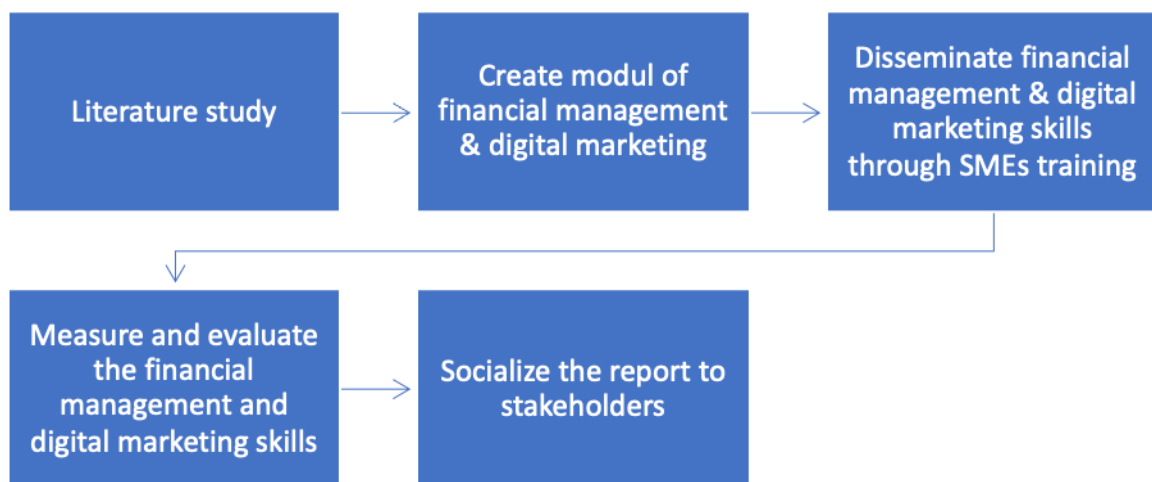 Literature study
Create modul of
financial management
& digital marketing
Disseminate financial
management & digital
marketing skills
through SMEs training
Measure and evaluate
the financial
management and
digital marketing skills
Socialize the report to
stakeholders